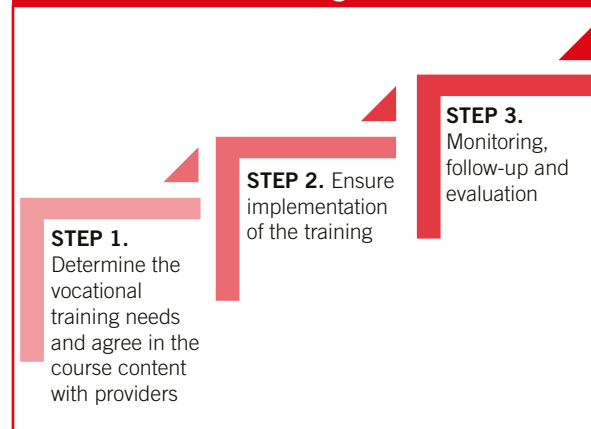 STEP 1.
Determine the
vocational
training needs
and agree in the
course content
with providers
STEP 2. Ensure
implementation
of the training
STEP 3.
Monitoring,
follow-up and
evaluation